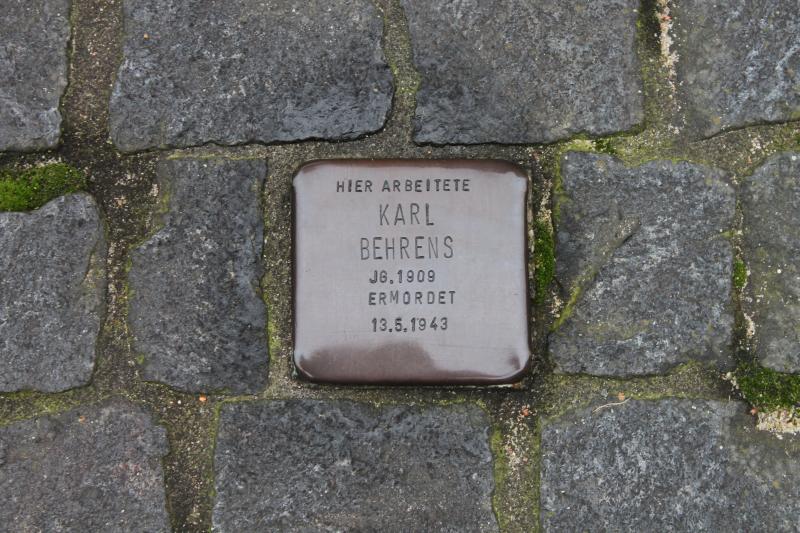 HIER ARBEITETE
KARL
BEHRENS
JG.1909
ERMORDET
13.5.1943